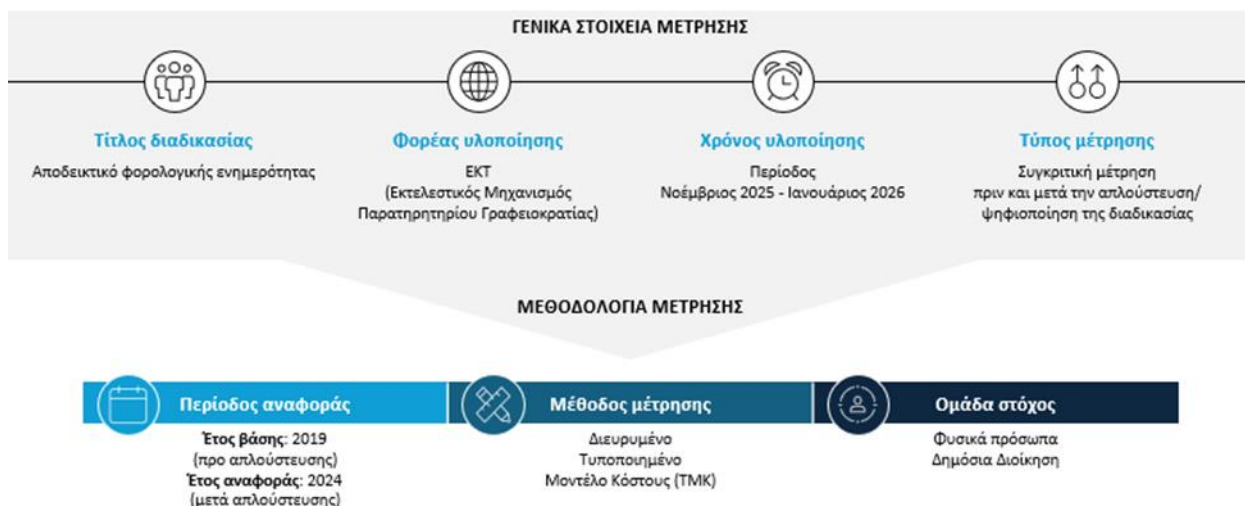 ΓΕΝΙΚΑ ΣΤΟΙΧΕΙΑ ΜΕΤΡΗΣΗΣ
Τίτλος διαδικασίας
Αποδεικτικό φορολογικής ενημερότητας
Φορέας υλοποίησης
ΕΚΤ
(Εκτελεστικός Μηχανισμός
Παρατηρητηρίου Γραφειοκρατίας)
Χρόνος υλοποίησης
Περίοδος
Νοέμβριος 2025 - Ιανουάριος 2026
Τύπος μέτρησης
Συγκριτική μέτρηση
πριν και μετά την απλούστευση/
ψηφιοποίηση της διαδικασίας
ΜΕΘΟΔΟΛΟΓΙΑ ΜΕΤΡΗΣΗΣ
Περίοδος αναφοράς
Έτος βάσης: 2019
(προ απλούστευσης)
Έτος αναφοράς: 2024
(μετά απλούστευσης)
Μέθοδος μέτρησης
Διευρυμένο
Τυποποιημένο
Μοντέλο Κόστους (ΤΜΚ)
Ομάδα στόχος
Φυσικά πρόσωπα
Δημόσια Διοίκηση